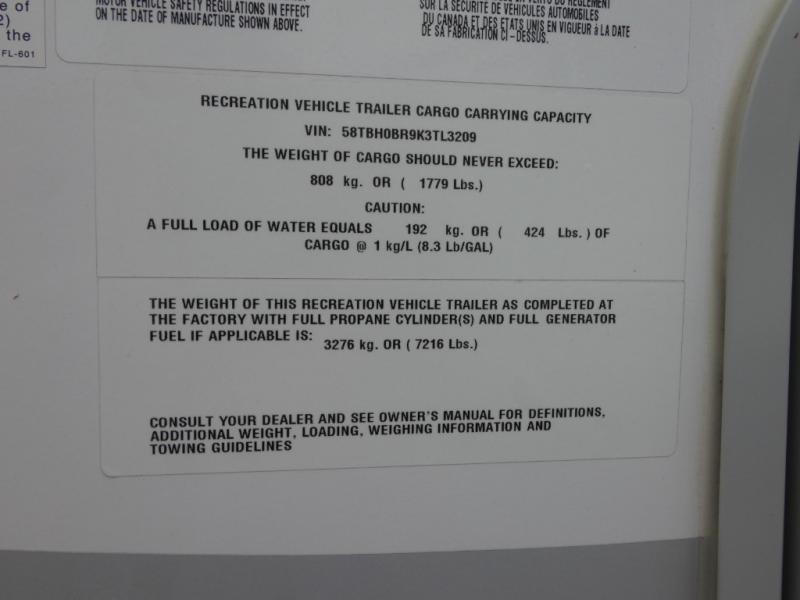 e of
2)
the
FL-601
MOTOR VEHICLE SAFETY REGULATIONS IN EFFECT
ON THE DATE OF MANUFACTURE SHOWN ABOVE.
DU RÈGLEMENT
SUR LA SÉCURITÉ DE VÉHICULES AUTOMOBILES
DU CANADA ET DES ETATS UNIS EN VIGUEUR à LA DATE
DE SA FABRICATION CI-DESSUS.
RECREATION VEHICLE TRAILER CARGO CARRYING CAPACITY
VIN: 58TBH0BR9K3TL3209
THE WEIGHT OF CARGO SHOULD NEVER EXCEED:
808 kg. OR ( 1779 Lbs.)
CAUTION:
A FULL LOAD OF WATER EQUALS 192 kg. OR ( 424 Lbs. ) OF
CARGO @ 1 kg/L (8.3 Lb/GAL)
THE WEIGHT OF THIS RECREATION VEHICLE TRAILER AS COMPLETED AT
THE FACTORY WITH FULL PROPANE CYLINDER(S) AND FULL GENERATOR
FUEL IF APPLICABLE IS: 3276 kg. OR ( 7216 Lbs.)
CONSULT YOUR DEALER AND SEE OWNER'S MANUAL FOR DEFINITIONS,
ADDITIONAL WEIGHT, LOADING, WEIGHING INFORMATION AND
TOWING GUIDELINES